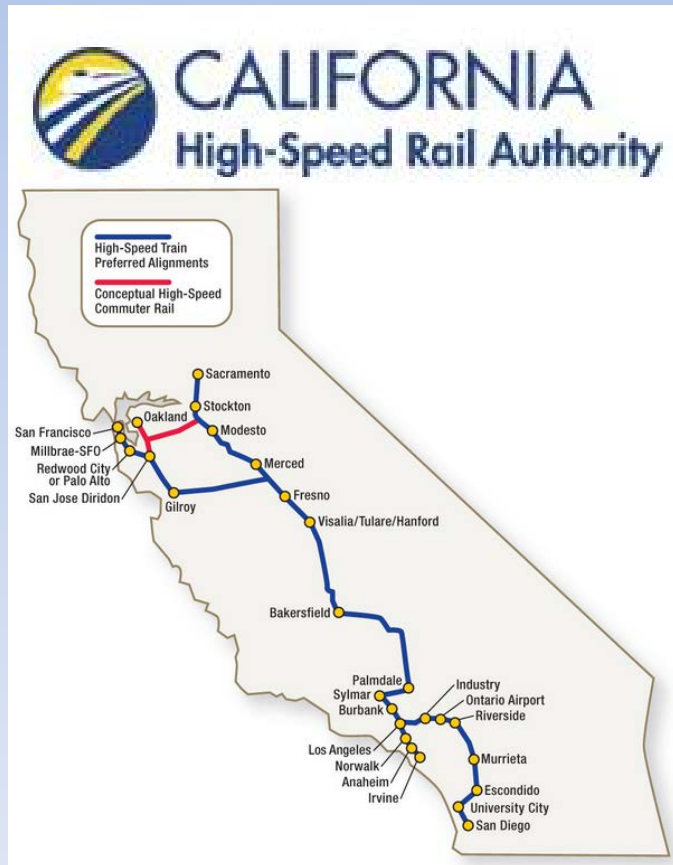 CALIFORNIA
High-Speed Rail Authority
High-Speed Train
Preferred Alignments
Conceptual High-Speed
Commuter Rail
Sacramento
Stockton
Oakland
San Francisco
Modesto
Millbrae-SFO
Redwood City
or Palo Alto
Merced
San Jose Diridon
Gilroy
Fresno
Visalia/Tulare/Hanford
Bakersfield
Palmdale
Industry
Sylmar
Ontario Airport
Burbank
Riverside
Los Angeles
Norwalk
Murrieta
Anaheim
Irvine
Escondido
University City
San Diego